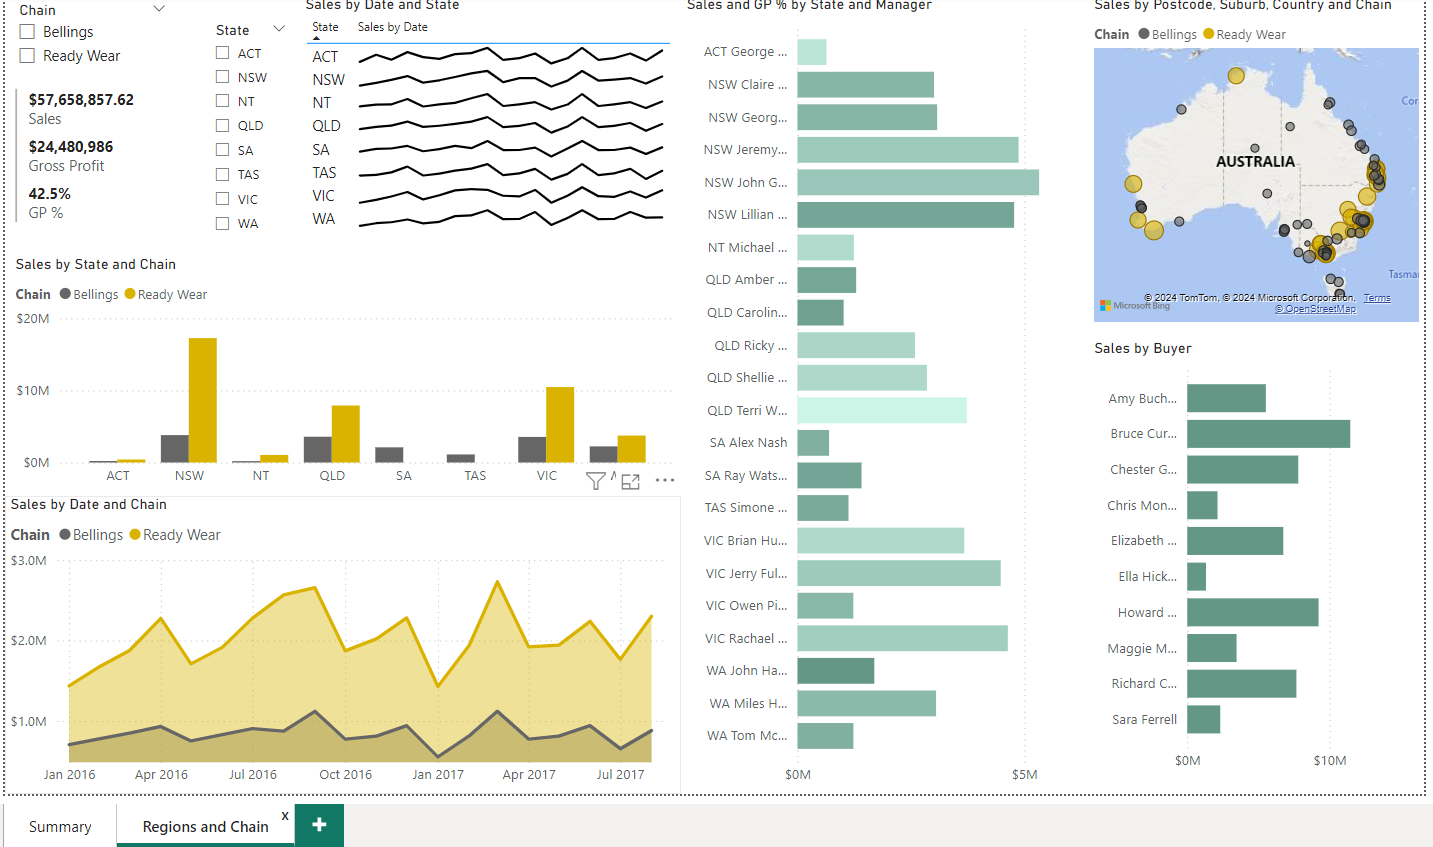 Chain
Bellings
Ready Wear
$57,658,857.62
Sales
$24,480,986
Gross Profit
42.5%
GP %
State
ACT
NSW
NT
QLD
SA
TAS
VIC
WA
Sales by Date and State
State Sales by Date
ACT
NSW
NT
QLD
SA
TAS
VIC
WA
Sales by State and Chain
Chain Bellings Ready Wear
$20M
$10M
$0M
ACT NSW NT QLD SA TAS VIC
Sales by Date and Chain
Chain Bellings Ready Wear
$3.0M
$2.0M
$1.0M
Jan 2016 Apr 2016 Jul 2016 Oct 2016 Jan 2017 Apr 2017 Jul 2017
Sales and GP % by State and Manager
ACT George ...
NSW Claire ...
NSW Georg...
NSW Jeremy...
NSW John G...
NSW Lillian ...
NT Michael ...
QLD Amber ...
QLD Carolin...
QLD Ricky ...
QLD Shellie ...
QLD Terri W...
SA Alex Nash
SA Ray Wats...
TAS Simone ...
VIC Brian Hu...
VIC Jerry Ful...
VIC Owen Pi...
VIC Rachael ...
WA John Ha...
WA Miles H...
WA Tom Mc...
$0M $5M
Sales by Postcode, Suburb, Country and Chain
Chain Bellings Ready Wear
Cor
AUSTRALIA
Tasma
© 2024 TomTom, © 2024 Microsoft Corporation, Terms
Microsoft Bing © OpenStreetMap
Sales by Buyer
Amy Buch...
Bruce Cur...
Chester G...
Chris Mon...
Elizabeth ...
Ella Hick...
Howard ...
Maggie M...
Richard C...
Sara Ferrell
$0M $10M
Summary Regions and Chain x +